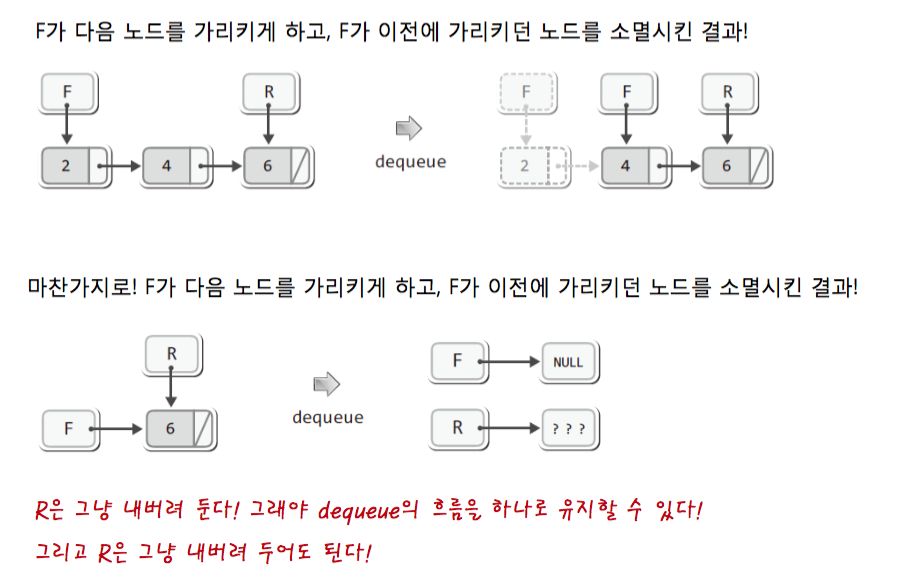 F가 다음 노드를 가리키게 하고, F가 이전에 가리키던 노드를 소멸시킨 결과!
F R F F R
2 4 6 dequeue 2 4 6
마찬가지로! F가 다음 노드를 가리키게 하고, F가 이전에 가리키던 노드를 소멸시킨 결과!
R F NULL
F 6 dequeue R ? ? ?
R은 그냥 내버려 둔다! 그래야 dequeue의 흐름을 하나로 유지할 수 있다!
그리고 R은 그냥 내버려 두어도 된다!